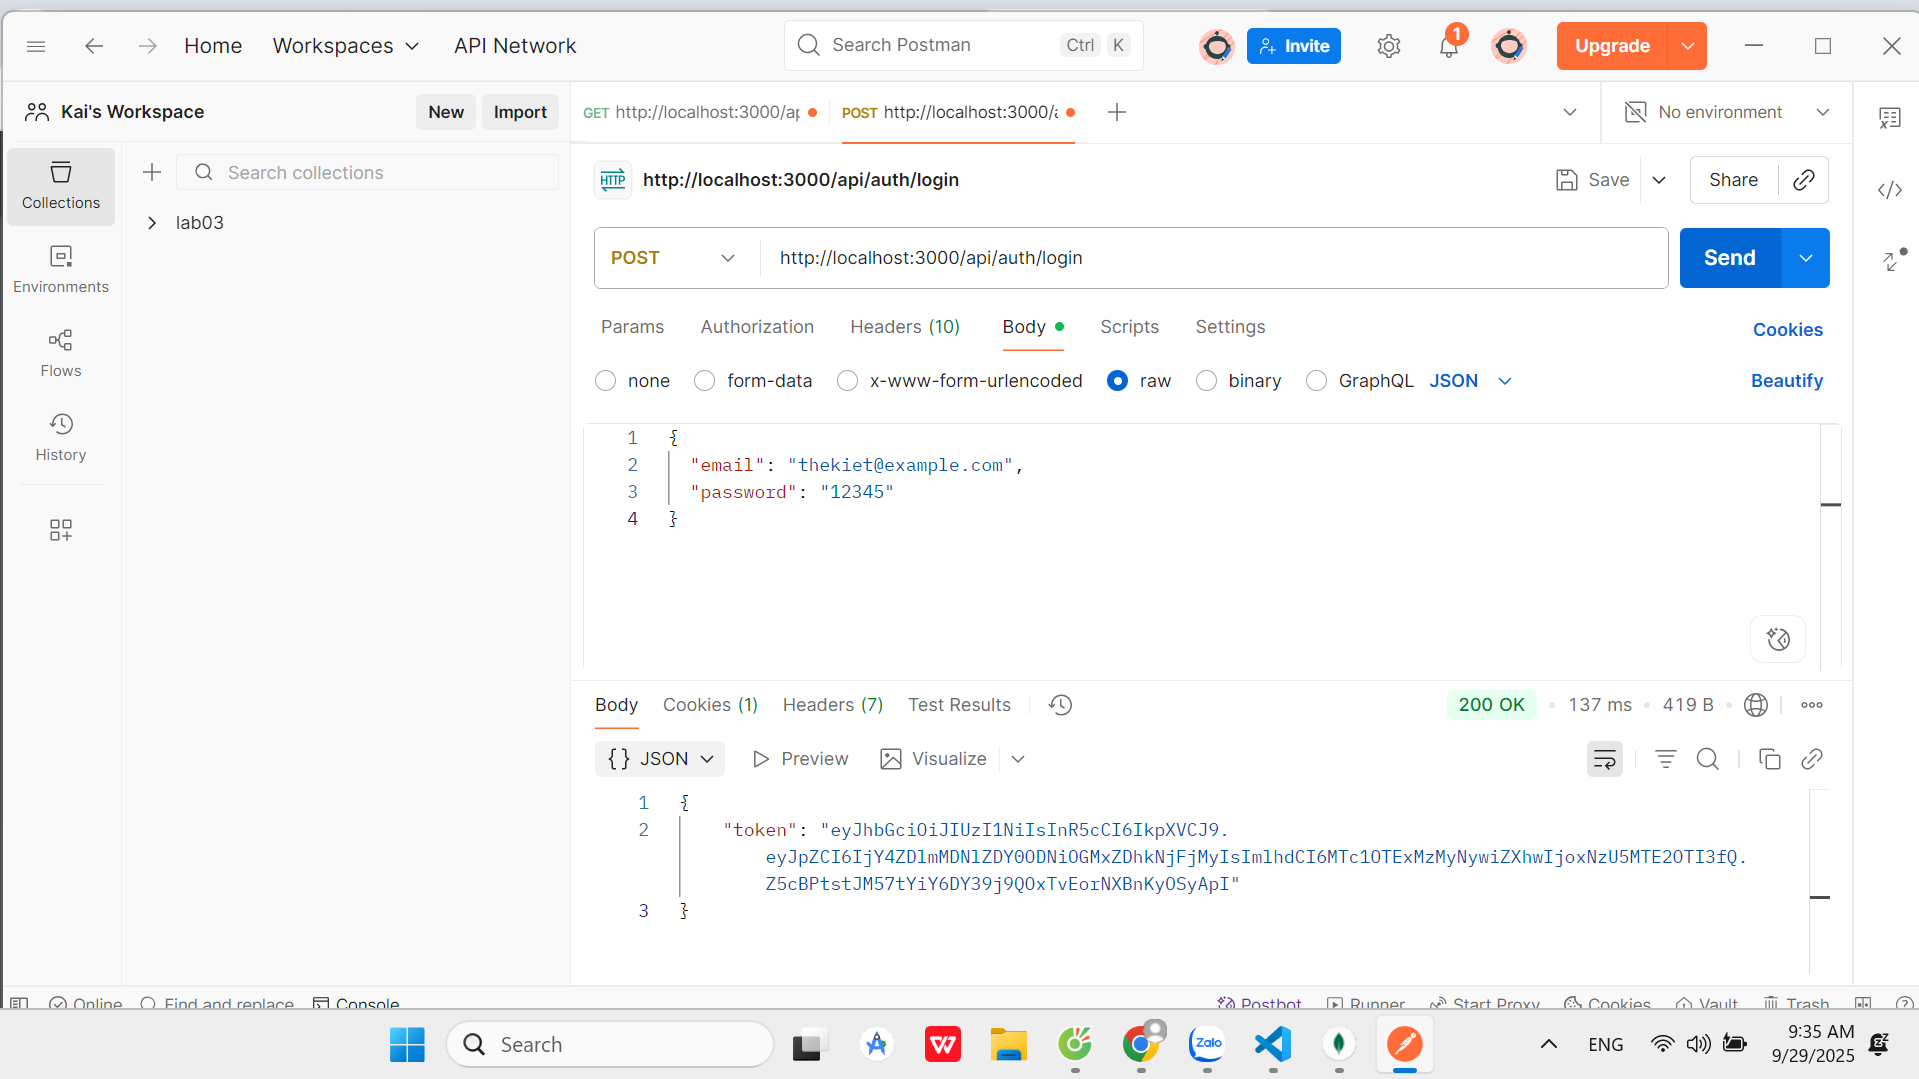 Home
Workspaces
API Network
Search Postman
Ctrl
K
Invite
1
Upgrade
Kai's Workspace
New
Import
GET http://localhost:3000/ap
POST http://localhost:3000/a
No environment
Collections
Search collections
lab03
HTTP
http://localhost:3000/api/auth/login
Save
Share
POST
http://localhost:3000/api/auth/login
Send
Environments
Params
Authorization
Headers (10)
Body
Scripts
Settings
Cookies
Flows
none
form-data
x-www-form-urlencoded
raw
binary
GraphQL
JSON
Beautify
History
1 {
2 "email": "thekiet@example.com",
3 "password": "12345"
4 }
Body
Cookies (1)
Headers (7)
Test Results
200 OK
137 ms
419 B
{} JSON
Preview
Visualize
1 {
2 "token": "eyJhbGciOiJIUzI1NiIsInR5cCI6IkpXVCJ9.
eyJpZCI6IjY4ZDlmMDNlZDY0ODNiOGMxZDhkNjFjMyIsImlhdCI6MTc1OTExMzMyNywiZXhwIjoxNzU5MTE2OTI3fQ.
Z5cBPtstJM57tYiY6DY39j9QOxTvEorNXBnKyOSyApI"
3 }
Online
Find and replace
Console
Postbot
Runner
Start Proxy
Cookies
Vault
Trash
Search
Zalo
ENG
9:35 AM
9/29/2025